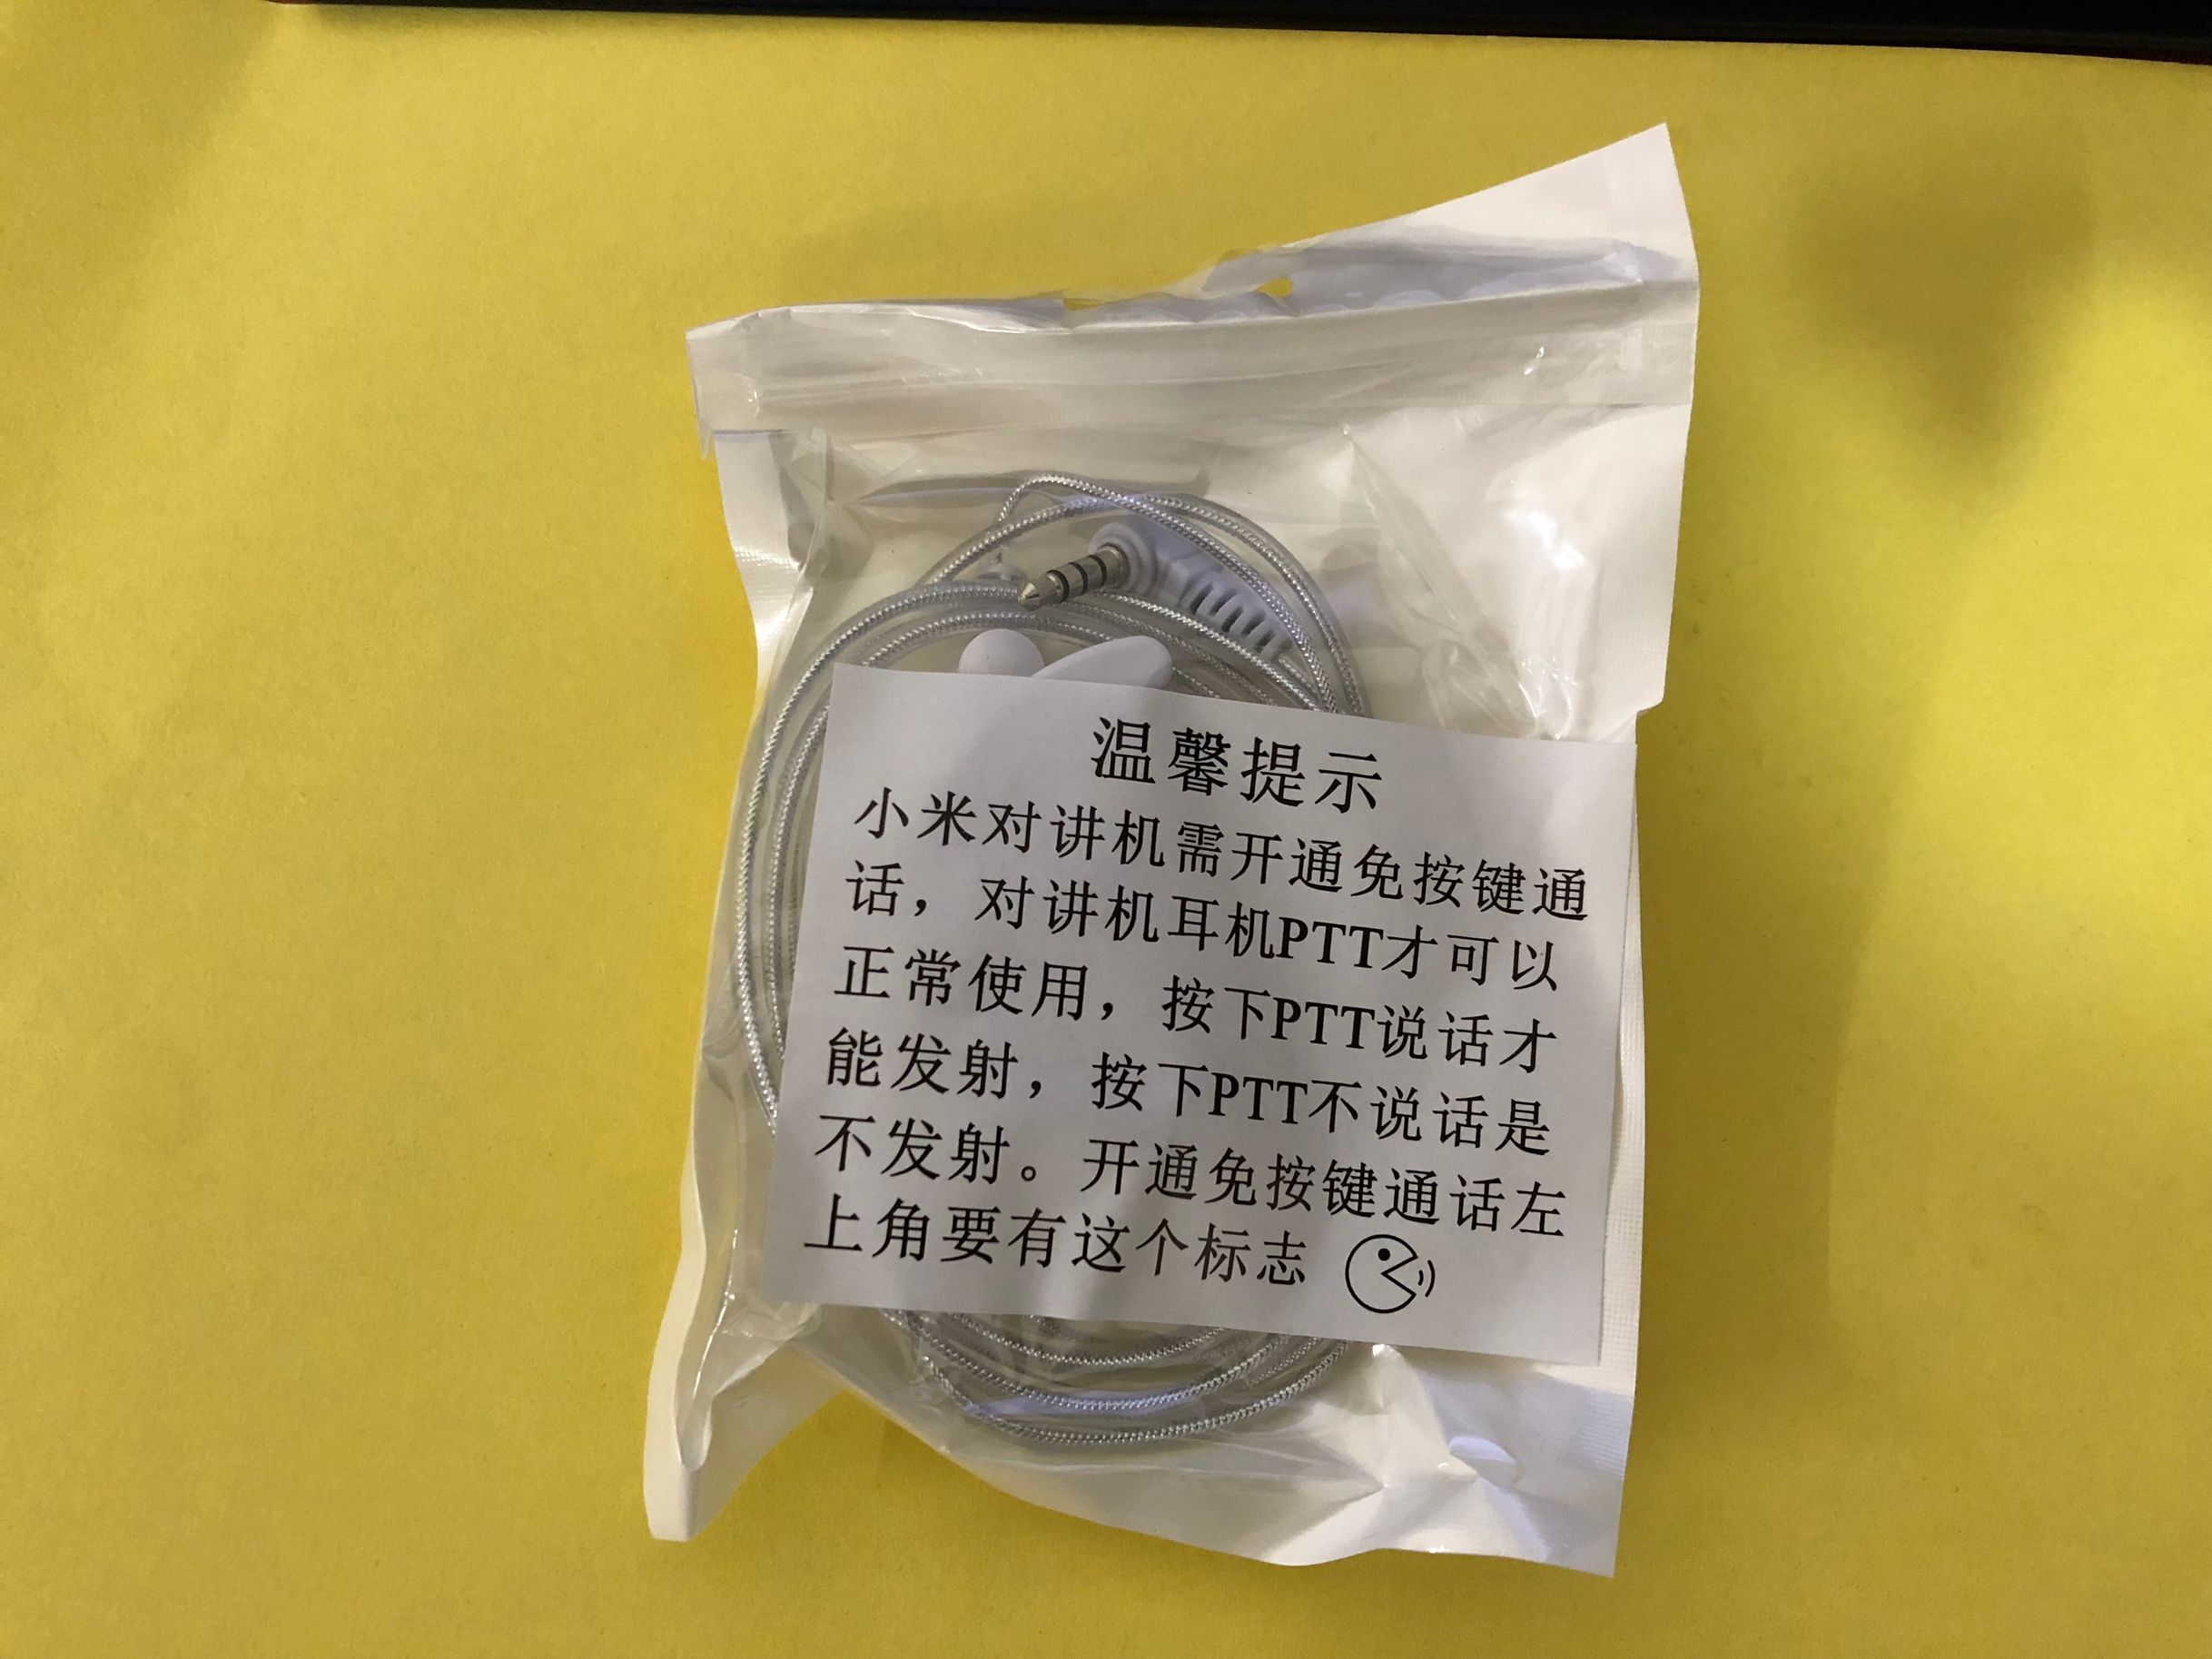 温馨提示
小米对讲机需开通免按键通
话，对讲机耳机PTT才可以
正常使用，按下PTT说话才
能发射，按下PTT不说话是
不发射。开通免按键通话左
上角要有这个标志